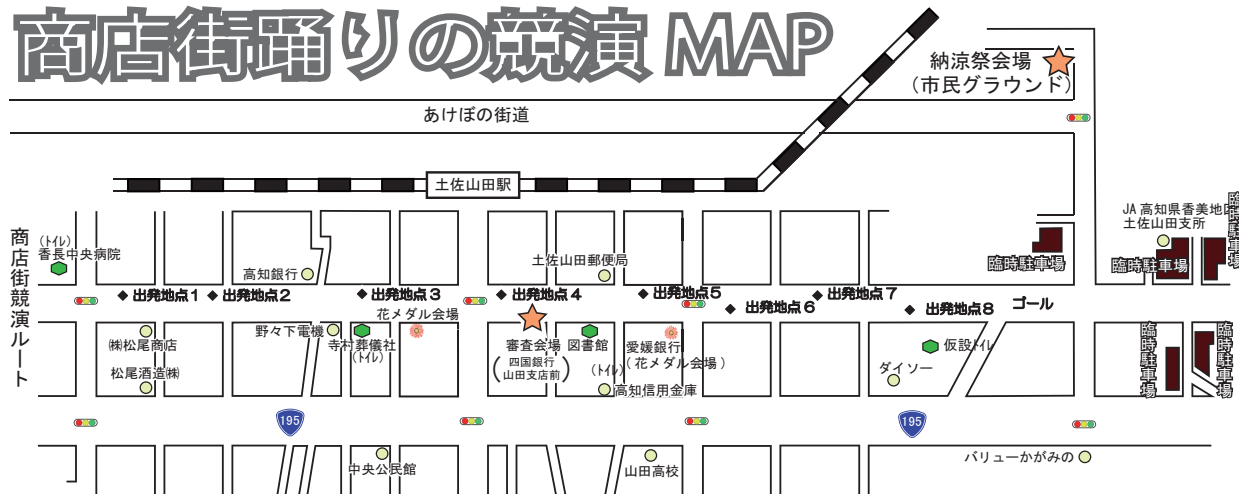 商店街踊りの競演 MAP
納涼祭会場
(市民グラウンド)
あけぼの街道
土佐山田駅
商店街競演ルート
(トイレ)
香長中央病院
高知銀行
土佐山田郵便局
JA 高知県香美地区
土佐山田支所
臨時駐車場
臨時駐車場
臨時駐車場
出発地点1
出発地点2
出発地点3
出発地点4
出発地点5
出発地点6
出発地点7
出発地点8
ゴール
㈱松尾商店
松尾酒造㈱
野々下電機
寺村葬儀社
(トイレ)
花メダル会場
審査会場
(四国銀行
山田支店前)
図書館
(トイレ)
愛媛銀行
(花メダル会場)
高知信用金庫
仮設トイレ
ダイソー
臨時駐車場
臨時駐車場
195
195
中央公民館
山田高校
バリューかがみの